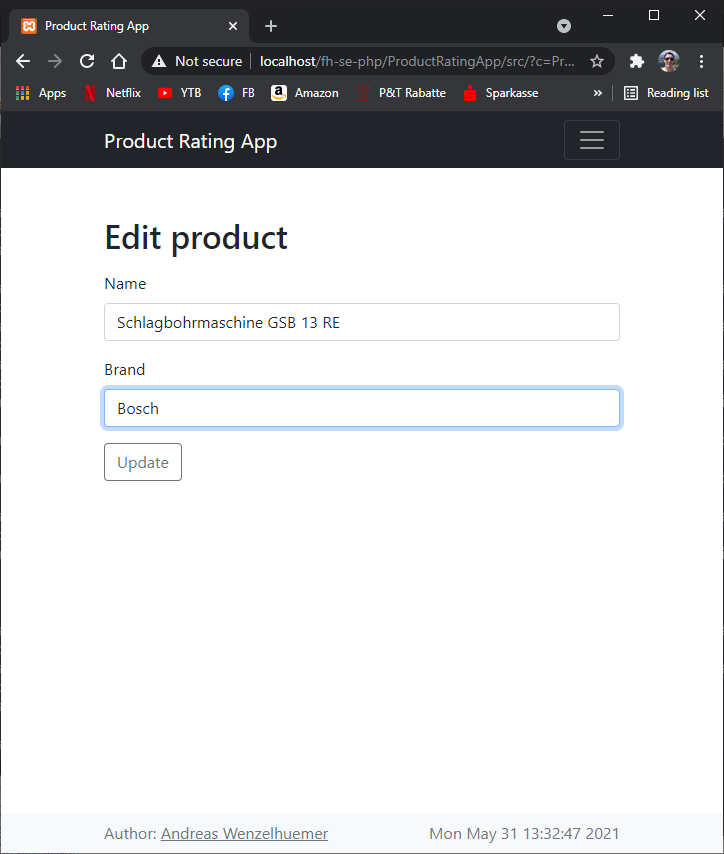 Product Rating App
Not secure localhost/fh-se-php/ProductRatingApp/src/?c=Pr...
Apps Netflix YTB FB Amazon P&T Rabatte Sparkasse » Reading list
Product Rating App
Edit product
Name
Schlagbohrmaschine GSB 13 RE
Brand
Bosch
Update
Author: Andreas Wenzelhuemer Mon May 31 13:32:47 2021